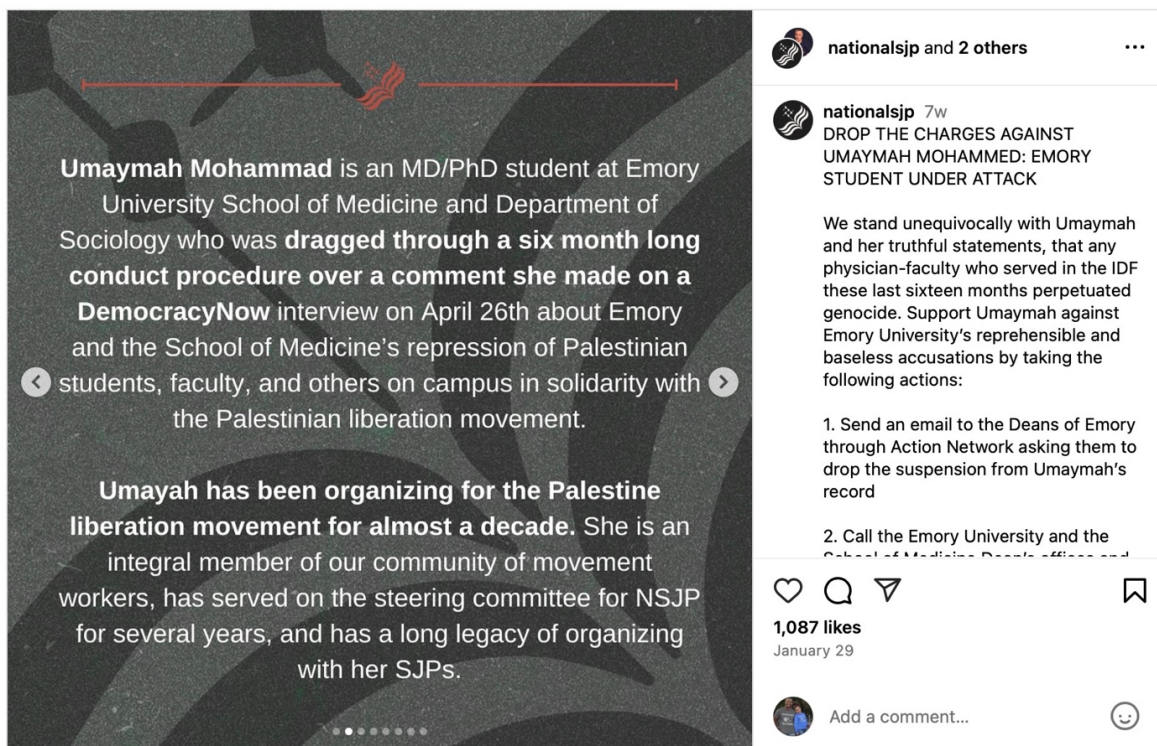 Umaymah Mohammad is an MD/PhD student at Emory
University School of Medicine and Department of
Sociology who was dragged through a six month long
conduct procedure over a comment she made on a
DemocracyNow interview on April 26th about Emory
and the School of Medicine's repression of Palestinian
students, faculty, and others on campus in solidarity with
the Palestinian liberation movement.
Umayah has been organizing for the Palestine
liberation movement for almost a decade. She is an
integral member of our community of movement
workers, has served on the steering committee for NSJP
for several years, and has a long legacy of organizing
with her SJPs.
nationalsjp and 2 others
nationalsjp 7w
DROP THE CHARGES AGAINST
UMAYMAH MOHAMMED: EMORY
STUDENT UNDER ATTACK
We stand unequivocally with Umaymah
and her truthful statements, that any
physician-faculty who served in the IDF
these last sixteen months perpetuated
genocide. Support Umaymah against
Emory University's reprehensible and
baseless accusations by taking the
following actions:
1. Send an email to the Deans of Emory
through Action Network asking them to
drop the suspension from Umaymah's
record
2. Call the Emory University and the
School of Medicine Dean's offices and
1,087 likes
January 29
Add a comment...